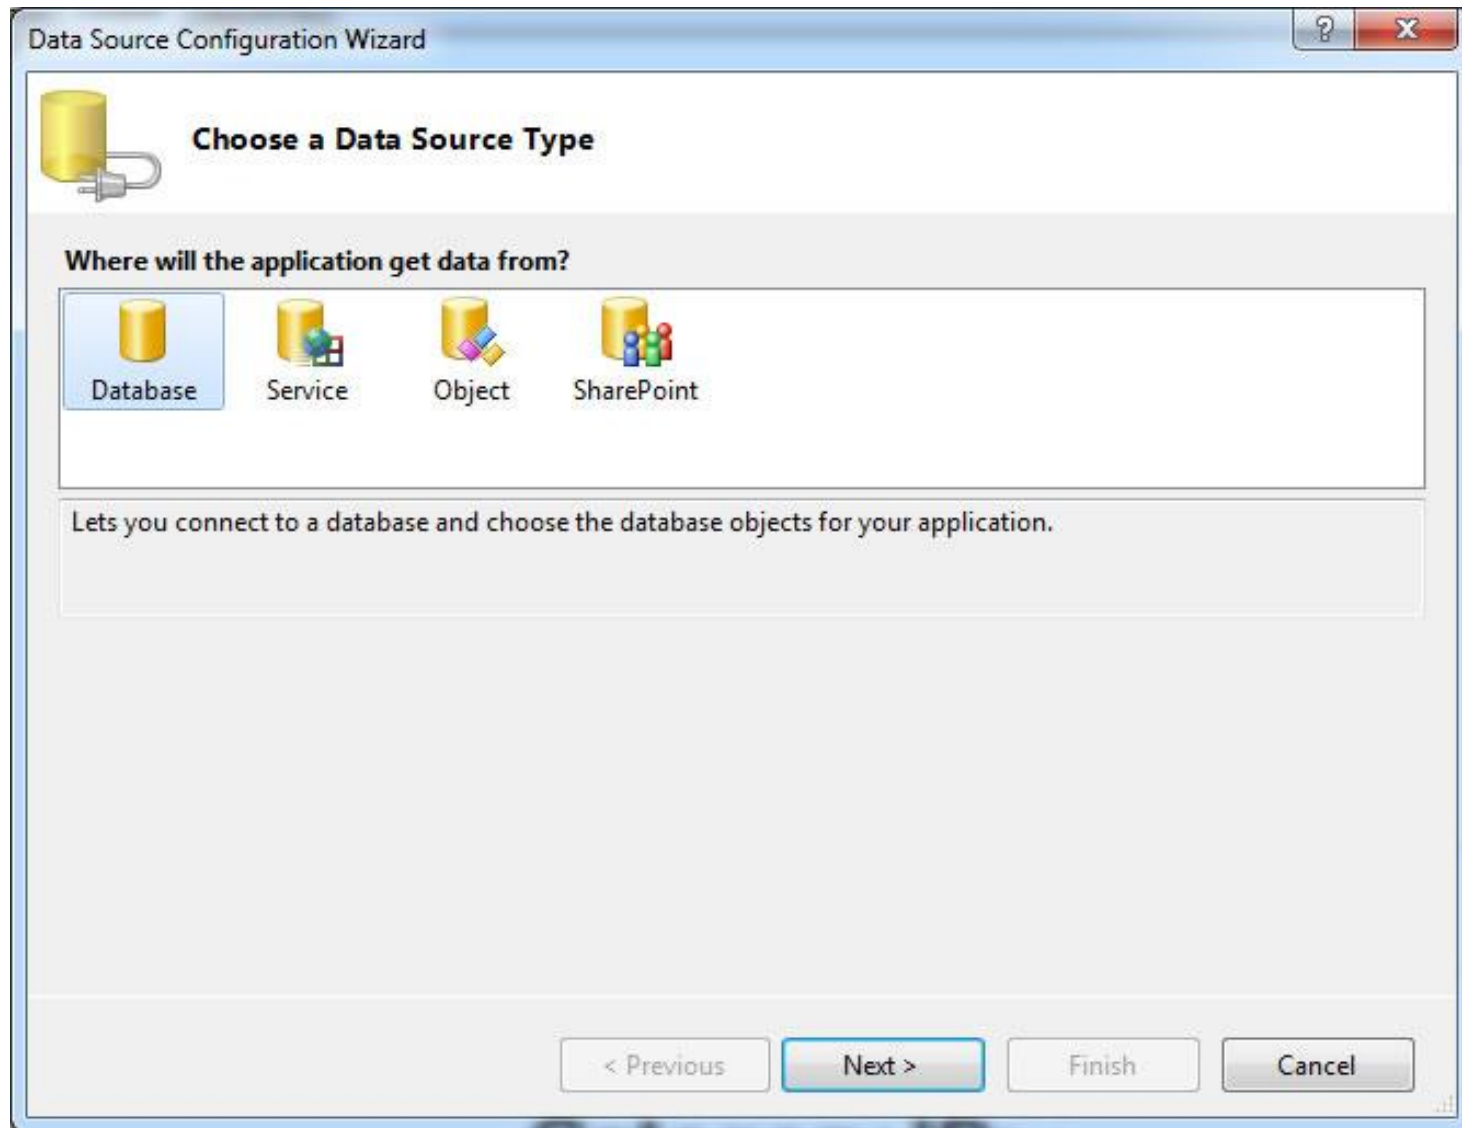 Data Source Configuration Wizard
Choose a Data Source Type
Where will the application get data from?
Database Service Object SharePoint
Lets you connect to a database and choose the database objects for your application.
< Previous Next > Finish Cancel